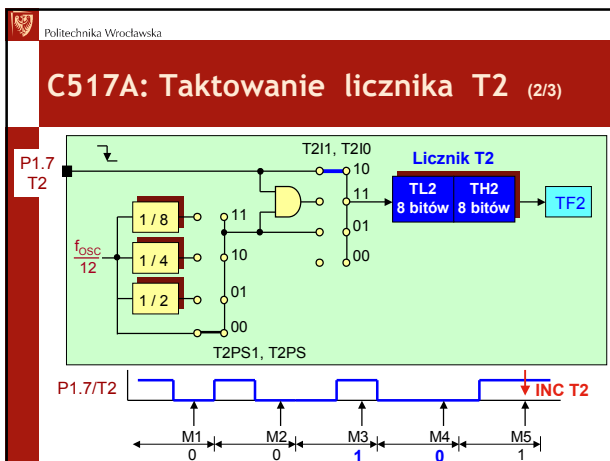 Politechnika Wrocławska
C517A: Taktowanie licznika T2 (2/3)
P1.7
T2
T2I1, T2I0
10
11
01
00
Licznik T2
TL2 TH2
8 bitów 8 bitów
TF2
1 / 8
1 / 4
1 / 2
fOSC
12
11
10
01
00
T2PS1, T2PS
P1.7/T2
INC T2
M1 M2 M3 M4 M5
0 0 1 0 1